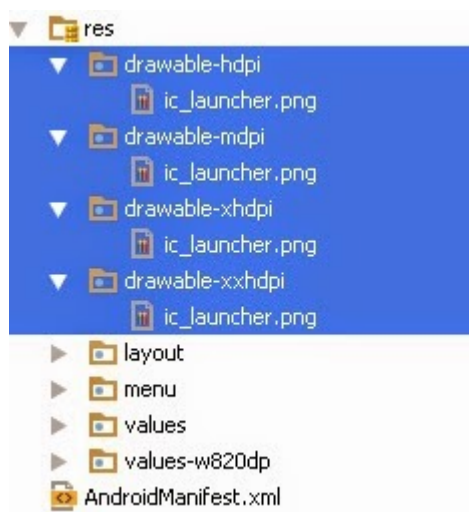 res
drawable-hdpi
ic_launcher.png
drawable-mdpi
ic_launcher.png
drawable-xhdpi
ic_launcher.png
drawable-xxhdpi
ic_launcher.png
layout
menu
values
values-w820dp
AndroidManifest.xml